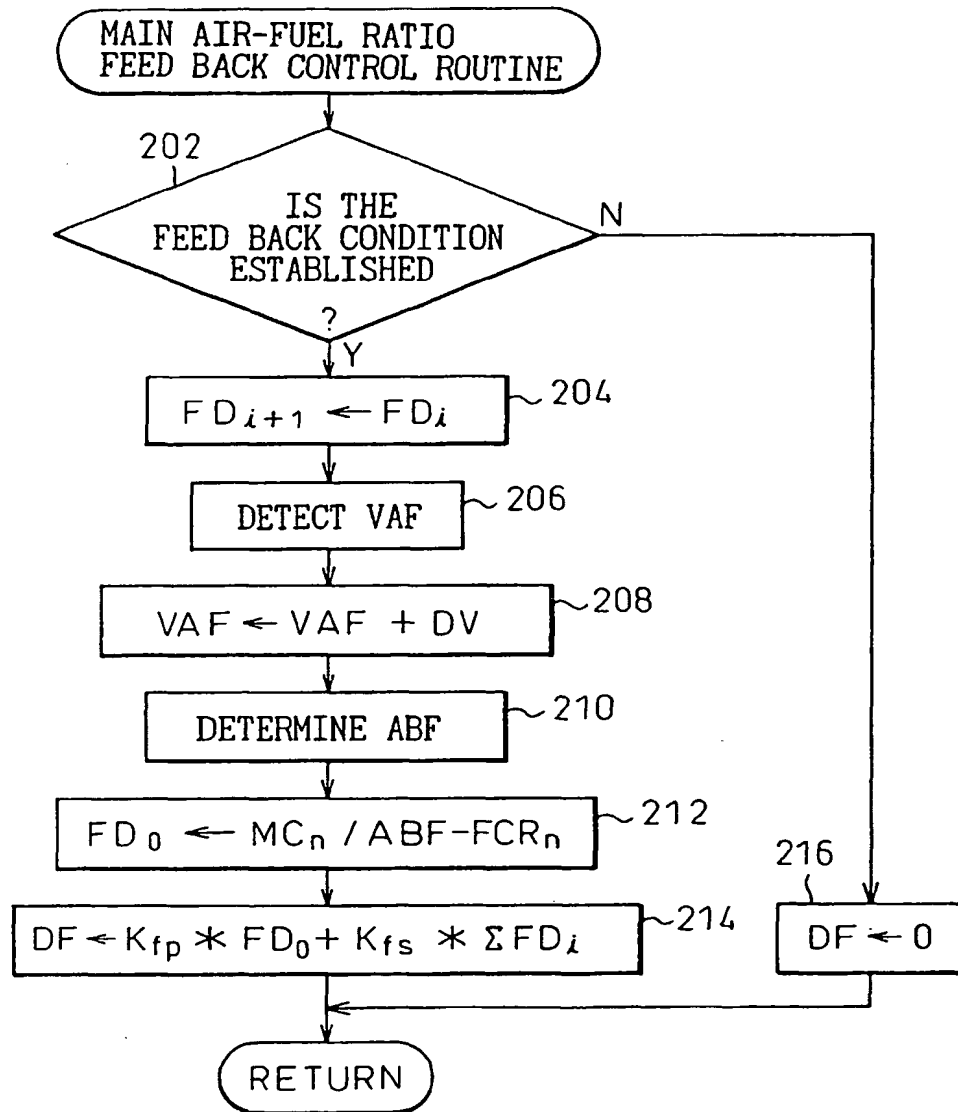 MAIN AIR-FUEL RATIO
FEED BACK CONTROL ROUTINE
202
IS THE
FEED BACK CONDITION
ESTABLISHED
?
N
Y
FDi+1 ← FDi
204
DETECT VAF
206
VAF ← VAF + DV
208
DETERMINE ABF
210
FD0 ← MCn / ABF-FCRn
212
DF ← Kfp * FD0 + Kfs * ΣFDi
214
216
DF ← 0
RETURN